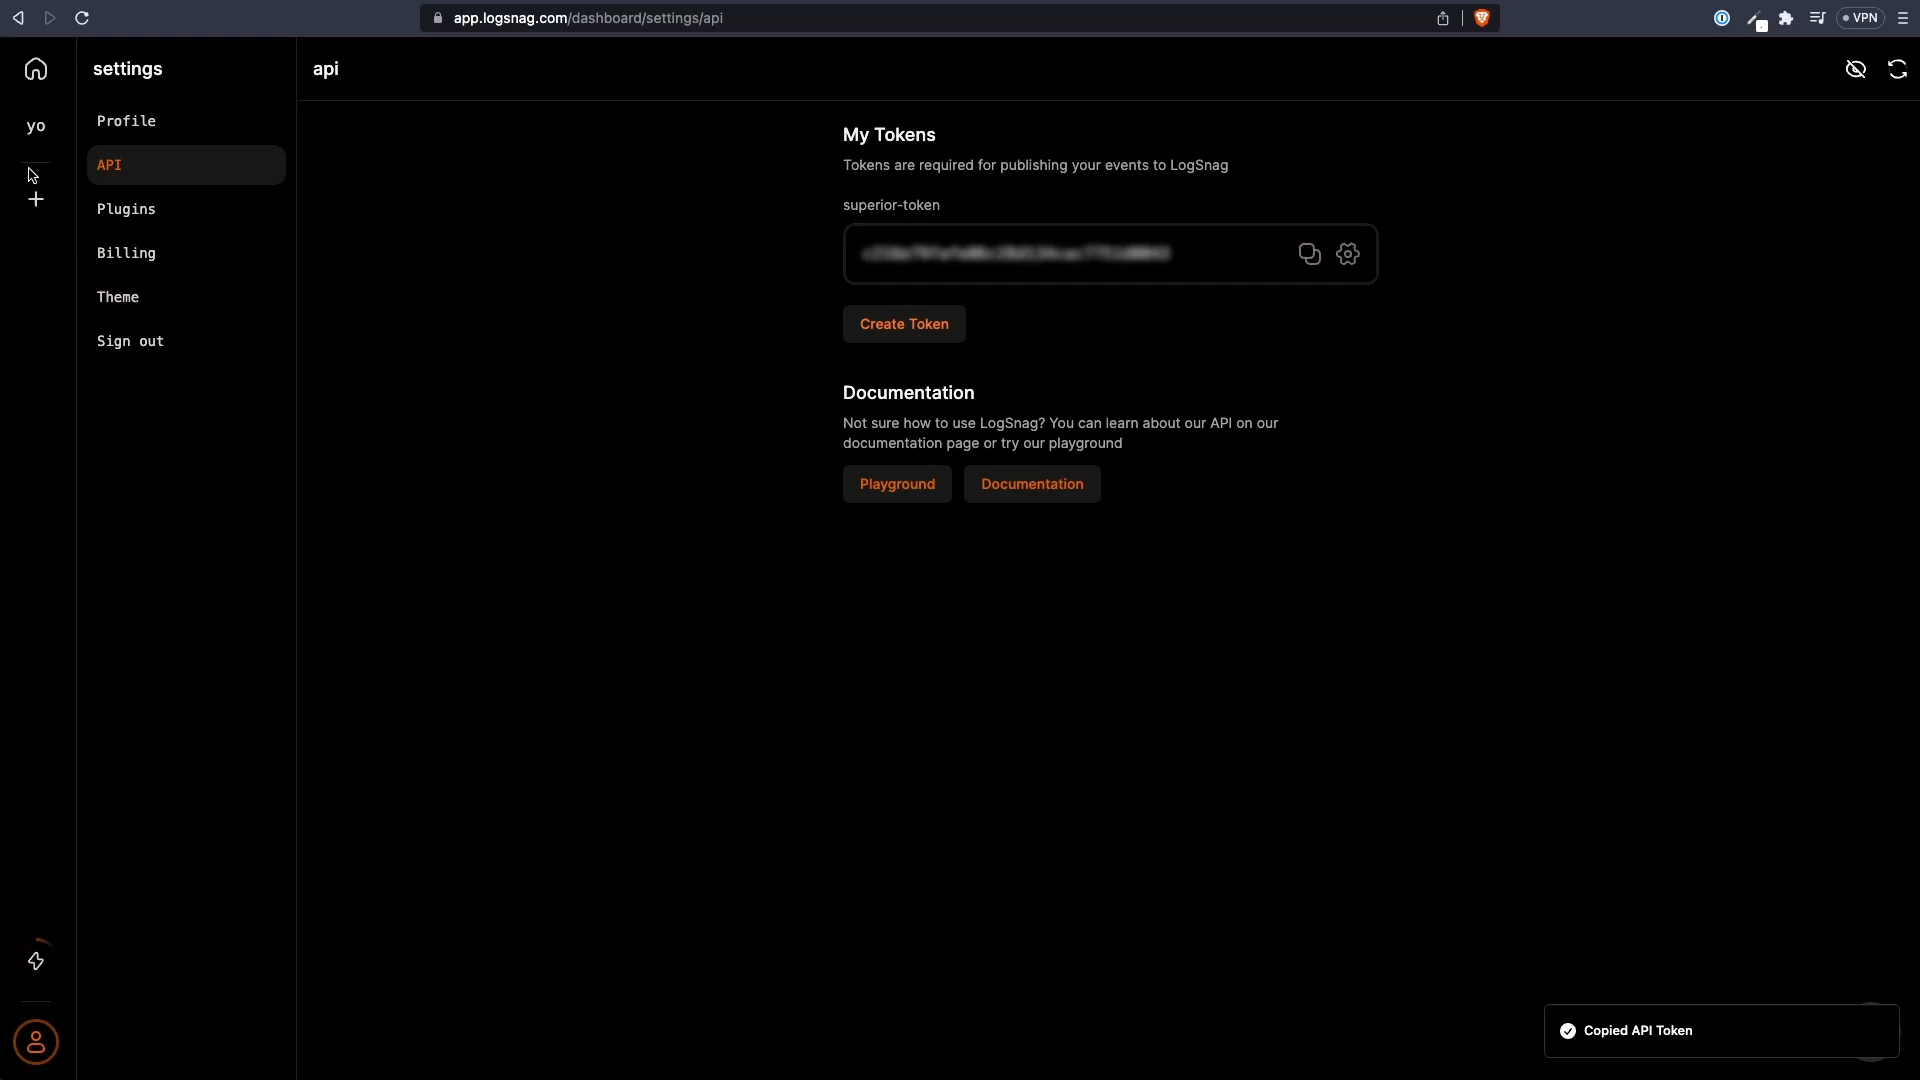 app.logsnag.com/dashboard/settings/api
VPN
settings
api
yo
Profile
API
Plugins
Billing
Theme
Sign out
My Tokens
Tokens are required for publishing your events to LogSnag
superior-token
Create Token
Documentation
Not sure how to use LogSnag? You can learn about our API on our
documentation page or try our playground
Playground
Documentation
Copied API Token